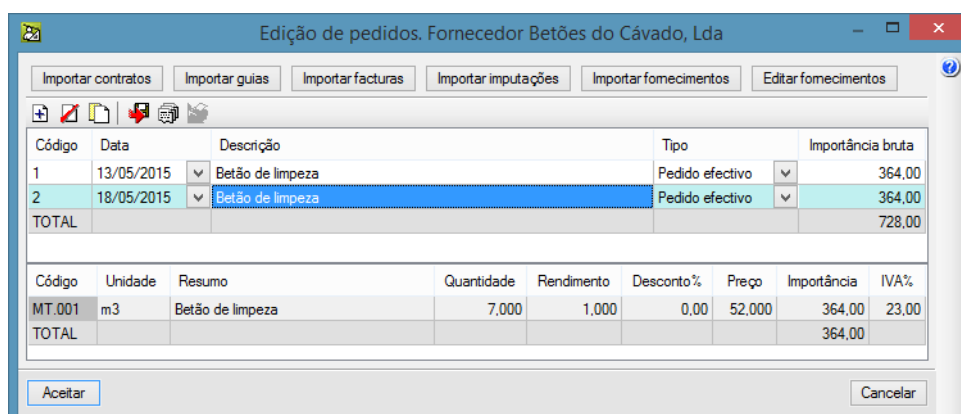 Edição de pedidos. Fornecedor Betões do Cávado, Lda
Importar contratos Importar guias Importar facturas Importar imputações Importar fornecimentos Editar fornecimentos
Código Data Descrição Tipo Importância bruta
1 13/05/2015 Betão de limpeza Pedido efectivo 364,00
2 18/05/2015 Betão de limpeza Pedido efectivo 364,00
TOTAL 728,00
Código Unidade Resumo Quantidade Rendimento Desconto% Preço Importância IVA%
MT.001 m3 Betão de limpeza 7,000 1,000 0,00 52,000 364,00 23,00
TOTAL 364,00
Aceitar Cancelar